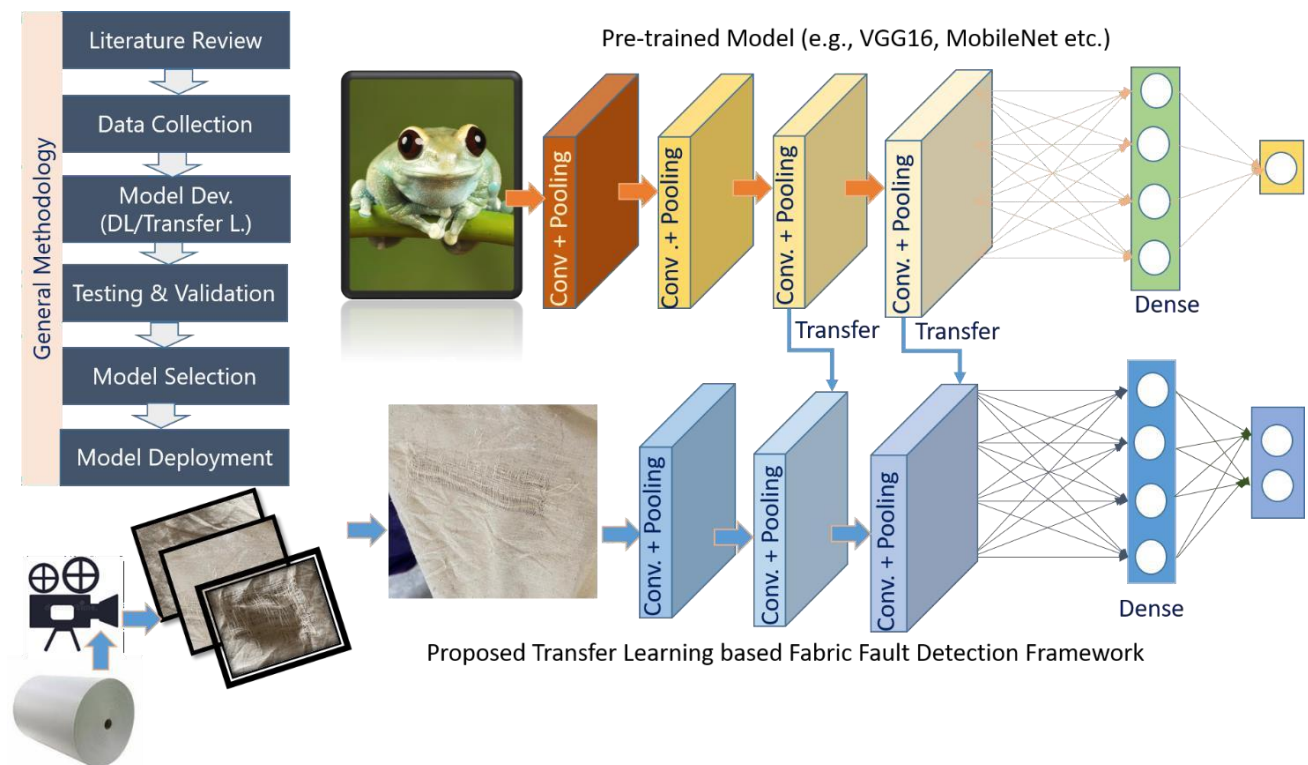 General Methodology
Literature Review
Data Collection
Model Dev.
(DL/Transfer L.)
Testing & Validation
Model Selection
Model Deployment
Pre-trained Model (e.g., VGG16, MobileNet etc.)
Conv + Pooling
Conv .+ Pooling
Conv. + Pooling
Conv. + Pooling
Dense
Transfer
Transfer
Conv. + Pooling
Conv. + Pooling
Conv. + Pooling
Dense
Proposed Transfer Learning based Fabric Fault Detection Framework